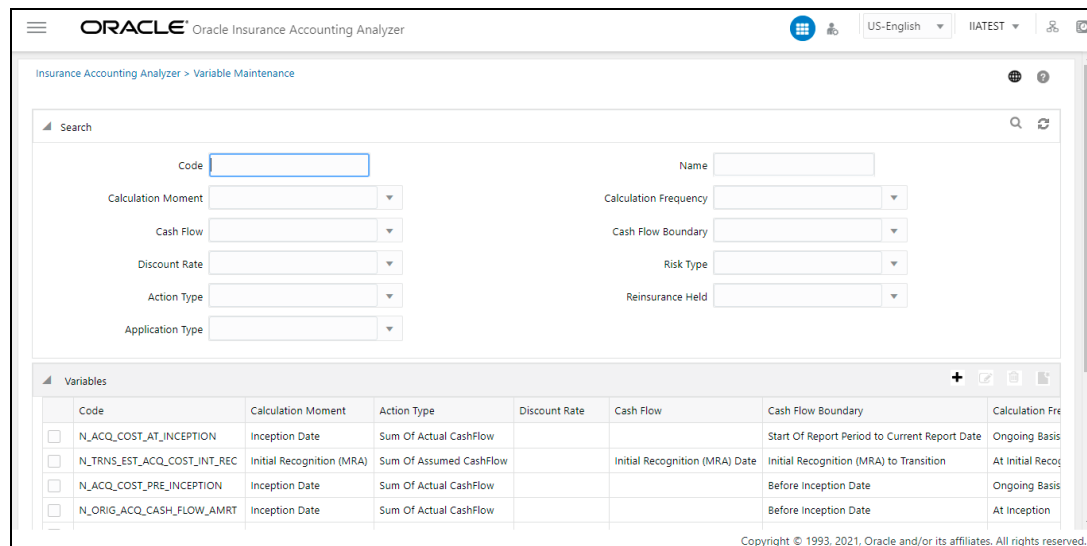 ORACLE® Oracle Insurance Accounting Analyzer US-English IIATEST
Insurance Accounting Analyzer > Variable Maintenance
Search
Code Name
Calculation Moment Calculation Frequency
Cash Flow Cash Flow Boundary
Discount Rate Risk Type
Action Type Reinsurance Held
Application Type
Variables
Code Calculation Moment Action Type Discount Rate Cash Flow Cash Flow Boundary Calculation Fre
N_ACQ_COST_AT_INCEPTION Inception Date Sum Of Actual CashFlow Start Of Report Period to Current Report Date Ongoing Basis
N_TRNS_EST_ACQ_COST_INT_REC Initial Recognition (MRA) Sum Of Assumed CashFlow Initial Recognition (MRA) Date Initial Recognition (MRA) to Transition At Initial Recog
N_ACQ_COST_PRE_INCEPTION Inception Date Sum Of Actual CashFlow Before Inception Date Ongoing Basis
N_ORIG_ACQ_CASH_FLOW_AMRT Inception Date Sum Of Actual CashFlow Before Inception Date At Inception
Copyright © 1993, 2021, Oracle and/or its affiliates. All rights reserved.